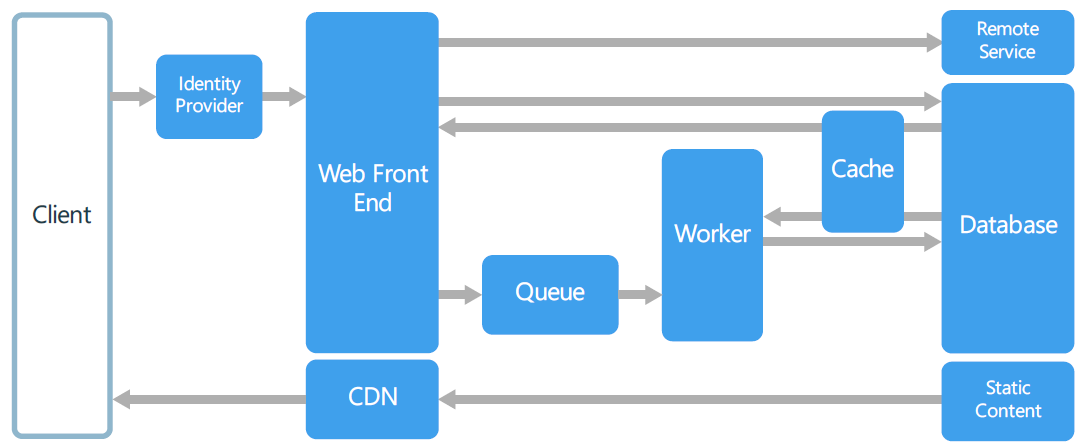 Client
Identity
Provider
Web Front
End
Remote
Service
Cache
Worker
Database
Queue
CDN
Static
Content